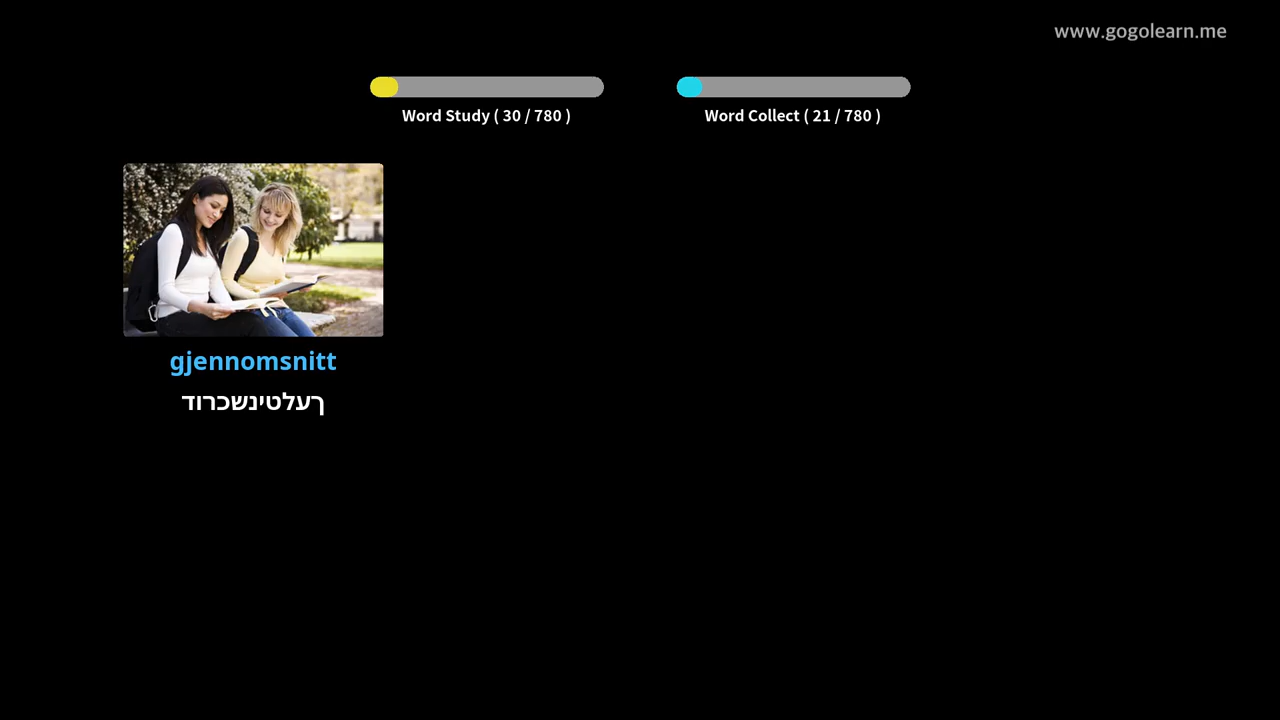 www.gogolearn.me
Word Study ( 30 / 780 )
Word Collect ( 21 / 780 )
gjennomsnitt
דורכשניטלעך